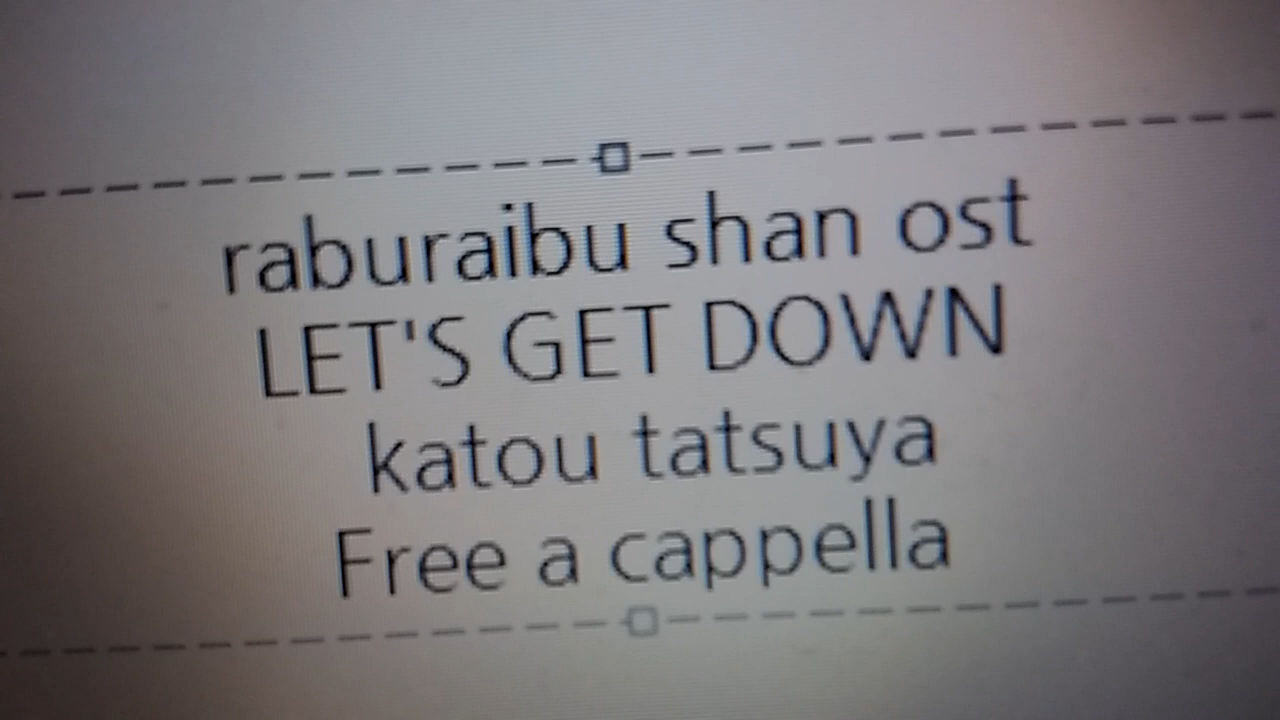 raburaibu shan ost
LET'S GET DOWN
katou tatsuya
Free a cappella